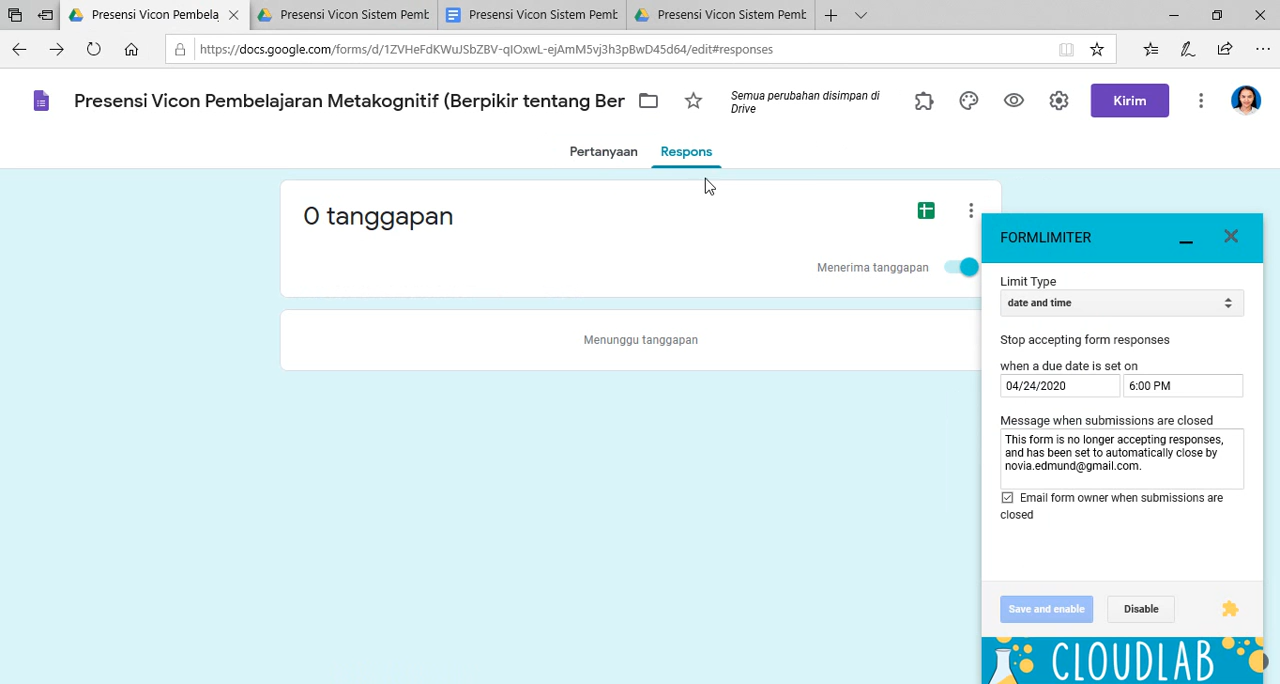 Presensi Vicon Pembela
Presensi Vicon Sistem Pemb
Presensi Vicon Sistem Pemb
Presensi Vicon Sistem Pemb
https://docs.google.com/forms/d/1ZVHeFdKWuJSbZBV-qIOxwL-ejAmM5vj3h3pBwD45d64/edit#responses
Presensi Vicon Pembelajaran Metakognitif (Berpikir tentang Ber
Semua perubahan disimpan di
Drive
Kirim
Pertanyaan
Respons
0 tanggapan
Menerima tanggapan
Menunggu tanggapan
FORMLIMITER
Limit Type
date and time
Stop accepting form responses
when a due date is set on
04/24/2020
6:00 PM
Message when submissions are closed
This form is no longer accepting responses,
and has been set to automatically close by
novia.edmund@gmail.com.
Email form owner when submissions are
closed
Save and enable
Disable
CLOUDLAB